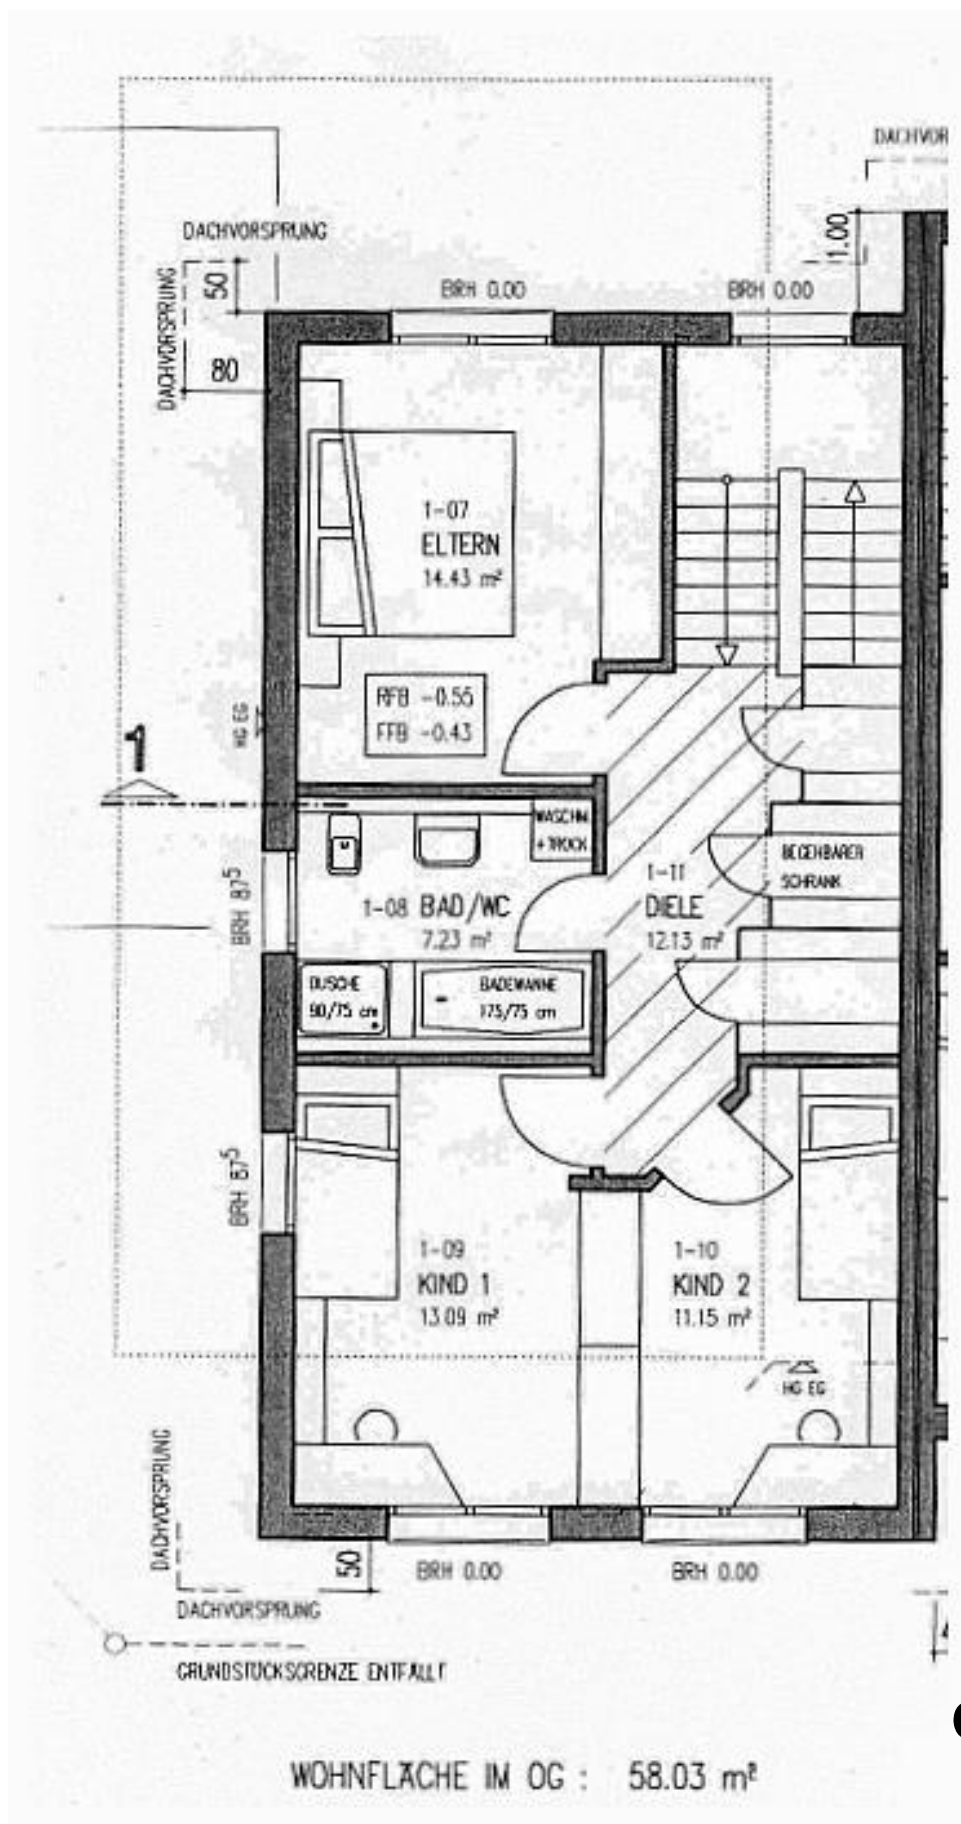 DACHVOR
DACHVORSPRUNG
1.00
DACHVORSPRUNG
50
BRH 0.00
BRH 0.00
80
1-07
ELTERN
14.43 m²
RFB -0.55
FFB -0.43
HG EG
1
WASCHM.
+ TROCK.
BEGEHBARER
SCHRANK
1-11
DIELE
12.13 m²
BRH 87⁵
1-08 BAD/WC
7.23 m²
DUSCHE
90/75 cm
BADEWANNE
175/75 cm
BRH 87⁵
1-09
KIND 1
13.09 m²
1-10
KIND 2
11.15 m²
HG EG
DACHVORSPRUNG
50
BRH 0.00
BRH 0.00
DACHVORSPRUNG
GRUNDSTÜCKSGRENZE ENTFÄLLT
WOHNFLÄCHE IM OG : 58.03 m²